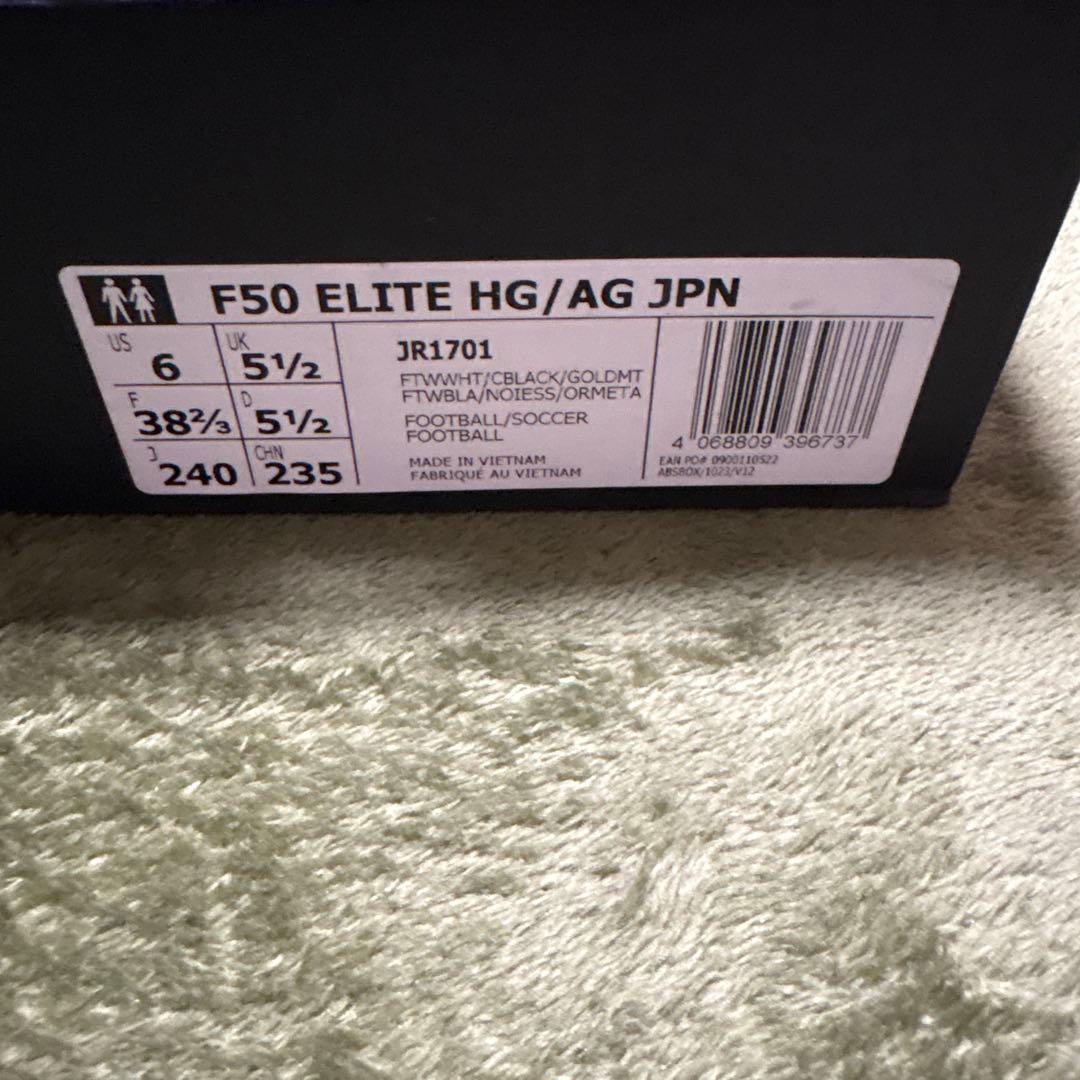 F50 ELITE HG/AG JPN
US 6 UK 5½
F 38⅔ D 5½
J 240 CHN 235
JR1701
FTWWHT/CBLACK/GOLDMT
FTWBLA/NOIESS/ORMETA
FOOTBALL/SOCCER
FOOTBALL
MADE IN VIETNAM
FABRIQUÉ AU VIETNAM
4 068809 396737
EAN PO# 0900110522
ABSBOX/1023/V12